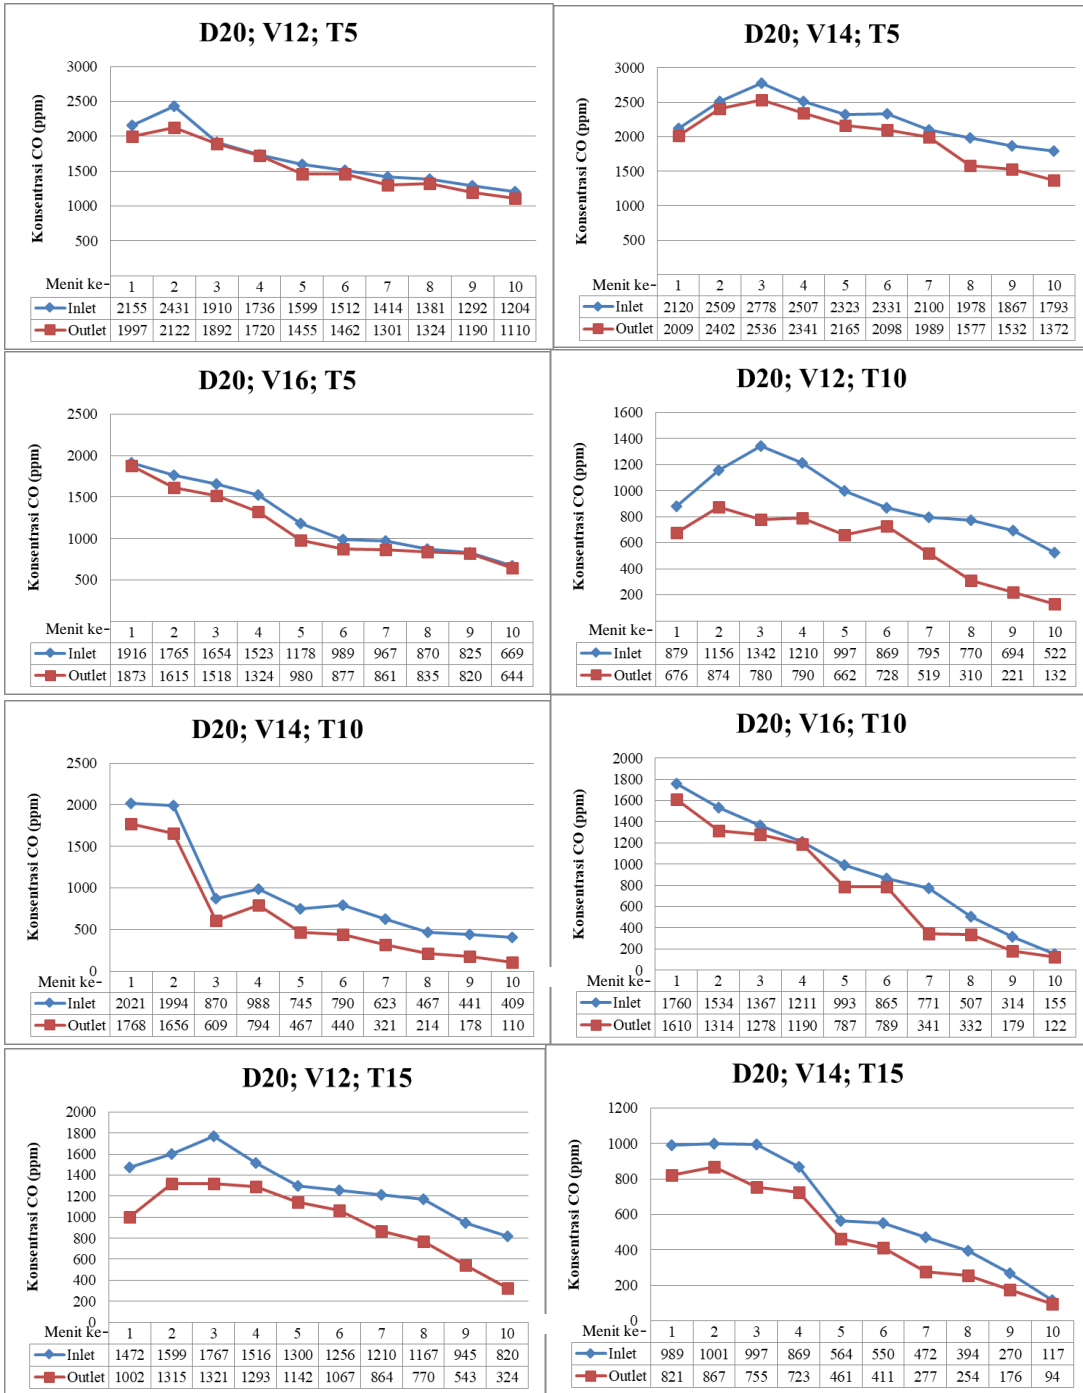 D20; V12; T5
Konsentrasi CO (ppm)
3000
2500
2000
1500
1000
500
Menit ke- 1 2 3 4 5 6 7 8 9 10
Inlet 2155 2431 1910 1736 1599 1512 1414 1381 1292 1204
Outlet 1997 2122 1892 1720 1455 1462 1301 1324 1190 1110
D20; V14; T5
Konsentrasi CO (ppm)
3000
2500
2000
1500
1000
500
Menit ke- 1 2 3 4 5 6 7 8 9 10
Inlet 2120 2509 2778 2507 2323 2331 2100 1978 1867 1793
Outlet 2009 2402 2536 2341 2165 2098 1989 1577 1532 1372
D20; V16; T5
Konsentrasi CO (ppm)
2500
2000
1500
1000
500
Menit ke- 1 2 3 4 5 6 7 8 9 10
Inlet 1916 1765 1654 1523 1178 989 967 870 825 669
Outlet 1873 1615 1518 1324 980 877 861 835 820 644
D20; V12; T10
Konsentrasi CO (ppm)
1600
1400
1200
1000
800
600
400
200
Menit ke- 1 2 3 4 5 6 7 8 9 10
Inlet 879 1156 1342 1210 997 869 795 770 694 522
Outlet 676 874 780 790 662 728 519 310 221 132
D20; V14; T10
Konsentrasi CO (ppm)
2500
2000
1500
1000
500
0
Menit ke- 1 2 3 4 5 6 7 8 9 10
Inlet 2021 1994 870 988 745 790 623 467 441 409
Outlet 1768 1656 609 794 467 440 321 214 178 110
D20; V16; T10
Konsentrasi CO (ppm)
2000
1800
1600
1400
1200
1000
800
600
400
200
0
Menit ke- 1 2 3 4 5 6 7 8 9 10
Inlet 1760 1534 1367 1211 993 865 771 507 314 155
Outlet 1610 1314 1278 1190 787 789 341 332 179 122
D20; V12; T15
Konsentrasi CO (ppm)
2000
1800
1600
1400
1200
1000
800
600
400
200
0
Menit ke- 1 2 3 4 5 6 7 8 9 10
Inlet 1472 1599 1767 1516 1300 1256 1210 1167 945 820
Outlet 1002 1315 1321 1293 1142 1067 864 770 543 324
D20; V14; T15
Konsentrasi CO (ppm)
1200
1000
800
600
400
200
0
Menit ke- 1 2 3 4 5 6 7 8 9 10
Inlet 989 1001 997 869 564 550 472 394 270 117
Outlet 821 867 755 723 461 411 277 254 176 94